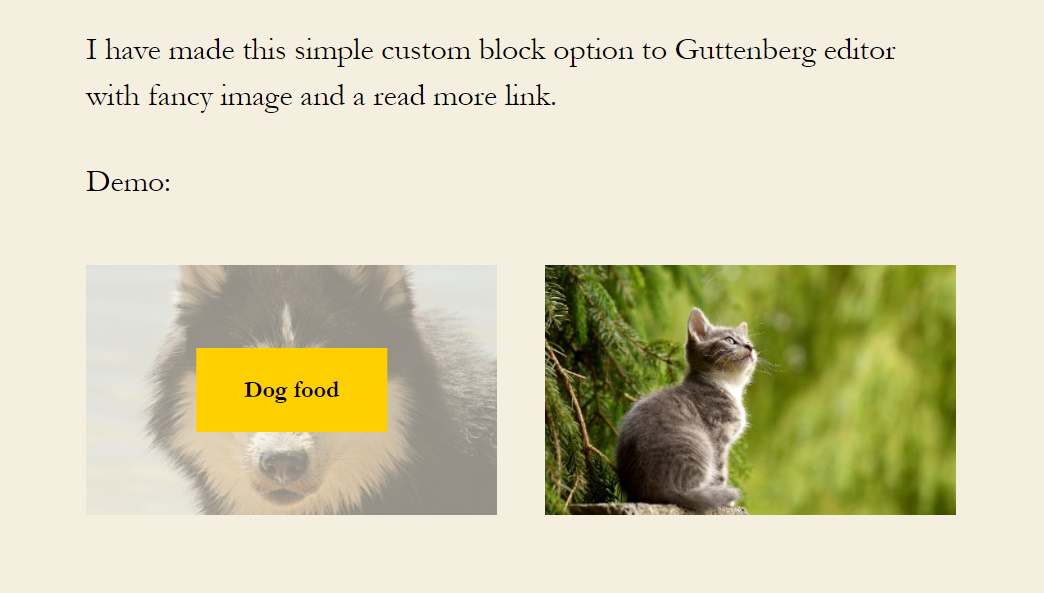 I have made this simple custom block option to Guttenberg editor
with fancy image and a read more link.
Demo:
Dog food